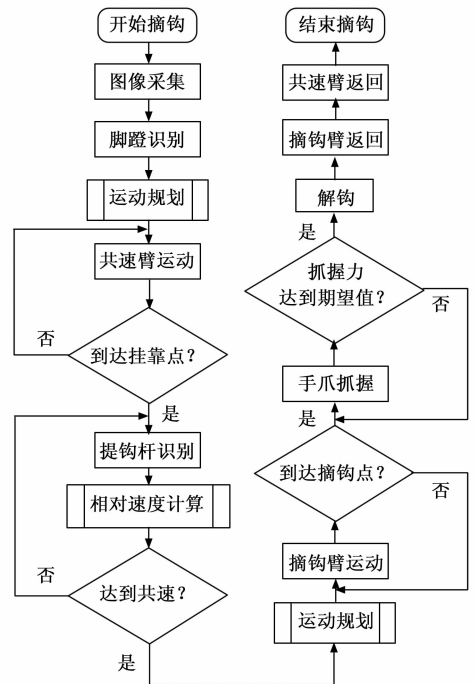 开始摘钩
图像采集
脚蹬识别
运动规划
共速臂运动
否
到达挂靠点?
是
提钩杆识别
相对速度计算
否
达到共速?
是
结束摘钩
共速臂返回
摘钩臂返回
解钩
是
抓握力
达到期望值?
否
手爪抓握
是
到达摘钩点?
否
摘钩臂运动
运动规划